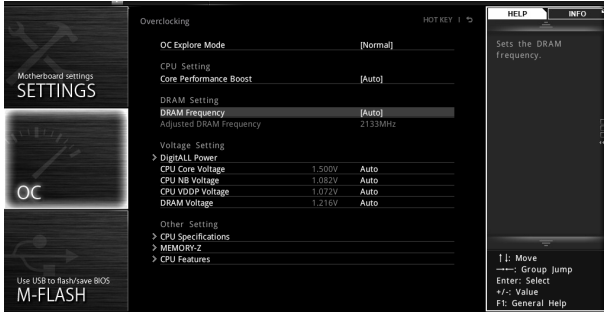 Overclocking
HOT KEY |
HELP
INFO
OC Explore Mode [Normal]
CPU Setting
Core Performance Boost [Auto]
DRAM Setting
DRAM Frequency [Auto]
Adjusted DRAM Frequency 2133MHz
Voltage Setting
> DigitALL Power
CPU Core Voltage 1.500V Auto
CPU NB Voltage 1.082V Auto
CPU VDDP Voltage 1.072V Auto
DRAM Voltage 1.216V Auto
Other Setting
> CPU Specifications
> MEMORY-Z
> CPU Features
Motherboard settings
SETTINGS
OC
Use USB to flash/save BIOS
M-FLASH
Sets the DRAM
frequency.
↑↓: Move
→←: Group Jump
Enter: Select
+/-: Value
F1: General Help